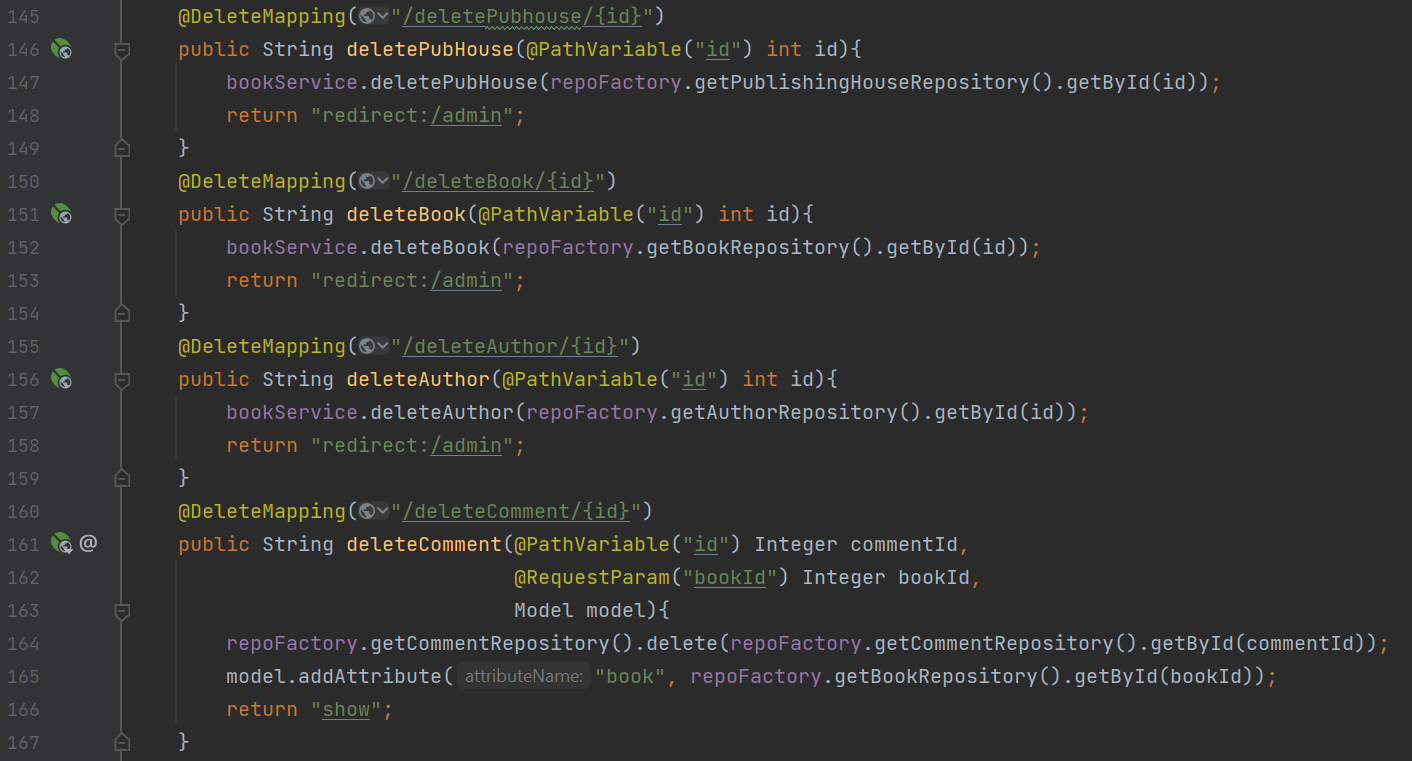 145 @DeleteMapping("/deletePubhouse/{id}")
146 public String deletePubHouse(@PathVariable("id") int id){
147 bookService.deletePubHouse(repoFactory.getPublishingHouseRepository().getById(id));
148 return "redirect:/admin";
149 }
150 @DeleteMapping("/deleteBook/{id}")
151 public String deleteBook(@PathVariable("id") int id){
152 bookService.deleteBook(repoFactory.getBookRepository().getById(id));
153 return "redirect:/admin";
154 }
155 @DeleteMapping("/deleteAuthor/{id}")
156 public String deleteAuthor(@PathVariable("id") int id){
157 bookService.deleteAuthor(repoFactory.getAuthorRepository().getById(id));
158 return "redirect:/admin";
159 }
160 @DeleteMapping("/deleteComment/{id}")
161 @ public String deleteComment(@PathVariable("id") Integer commentId,
162 @RequestParam("bookId") Integer bookId,
163 Model model){
164 repoFactory.getCommentRepository().delete(repoFactory.getCommentRepository().getById(commentId));
165 model.addAttribute( attributeName: "book", repoFactory.getBookRepository().getById(bookId));
166 return "show";
167 }